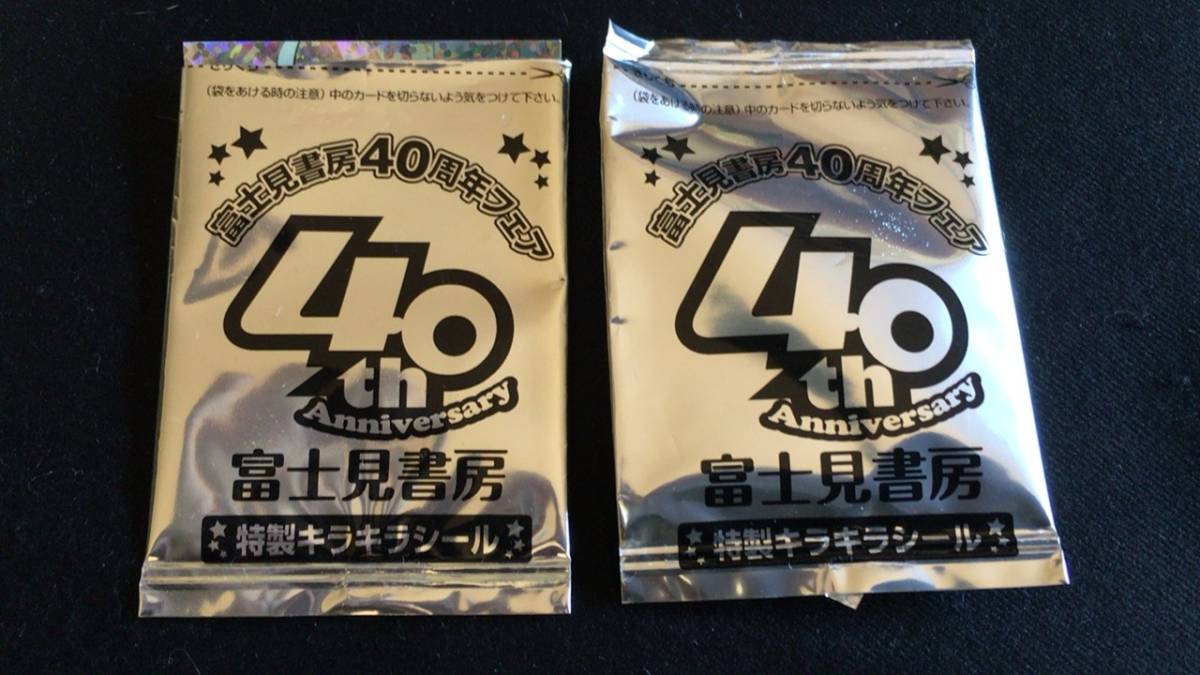 （袋をあける時の注意）中のカードを切らないよう気をつけて下さい。
富士見書房40周年フェア
40th
Anniversary
富士見書房
特製キラキラシール
（袋をあける時の注意）中のカードを切らないよう気をつけて下さい。
富士見書房40周年フェア
40th
Anniversary
富士見書房
特製キラキラシール